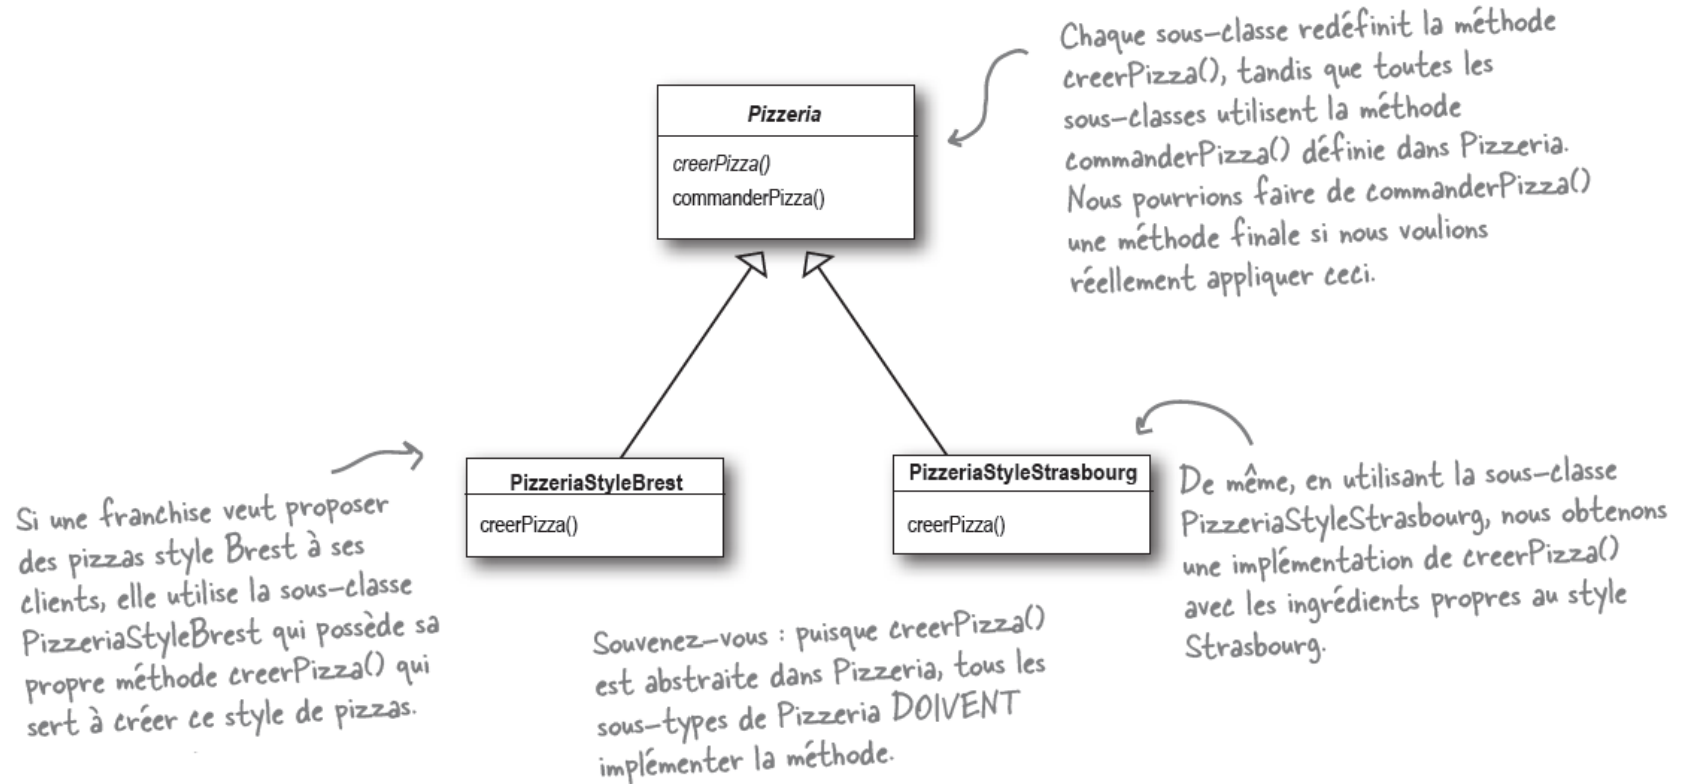 Chaque sous-classe redéfinit la méthode
creerPizza(), tandis que toutes les
sous-classes utilisent la méthode
commanderPizza() définie dans Pizzeria.
Nous pourrions faire de commanderPizza()
une méthode finale si nous voulions
réellement appliquer ceci.
Pizzeria
creerPizza()
commanderPizza()
PizzeriaStyleBrest
creerPizza()
PizzeriaStyleStrasbourg
creerPizza()
Si une franchise veut proposer
des pizzas style Brest à ses
clients, elle utilise la sous-classe
PizzeriaStyleBrest qui possède sa
propre méthode creerPizza() qui
sert à créer ce style de pizzas.
Souvenez-vous : puisque creerPizza()
est abstraite dans Pizzeria, tous les
sous-types de Pizzeria DOIVENT
implémenter la méthode.
De même, en utilisant la sous-classe
PizzeriaStyleStrasbourg, nous obtenons
une implémentation de creerPizza()
avec les ingrédients propres au style
Strasbourg.